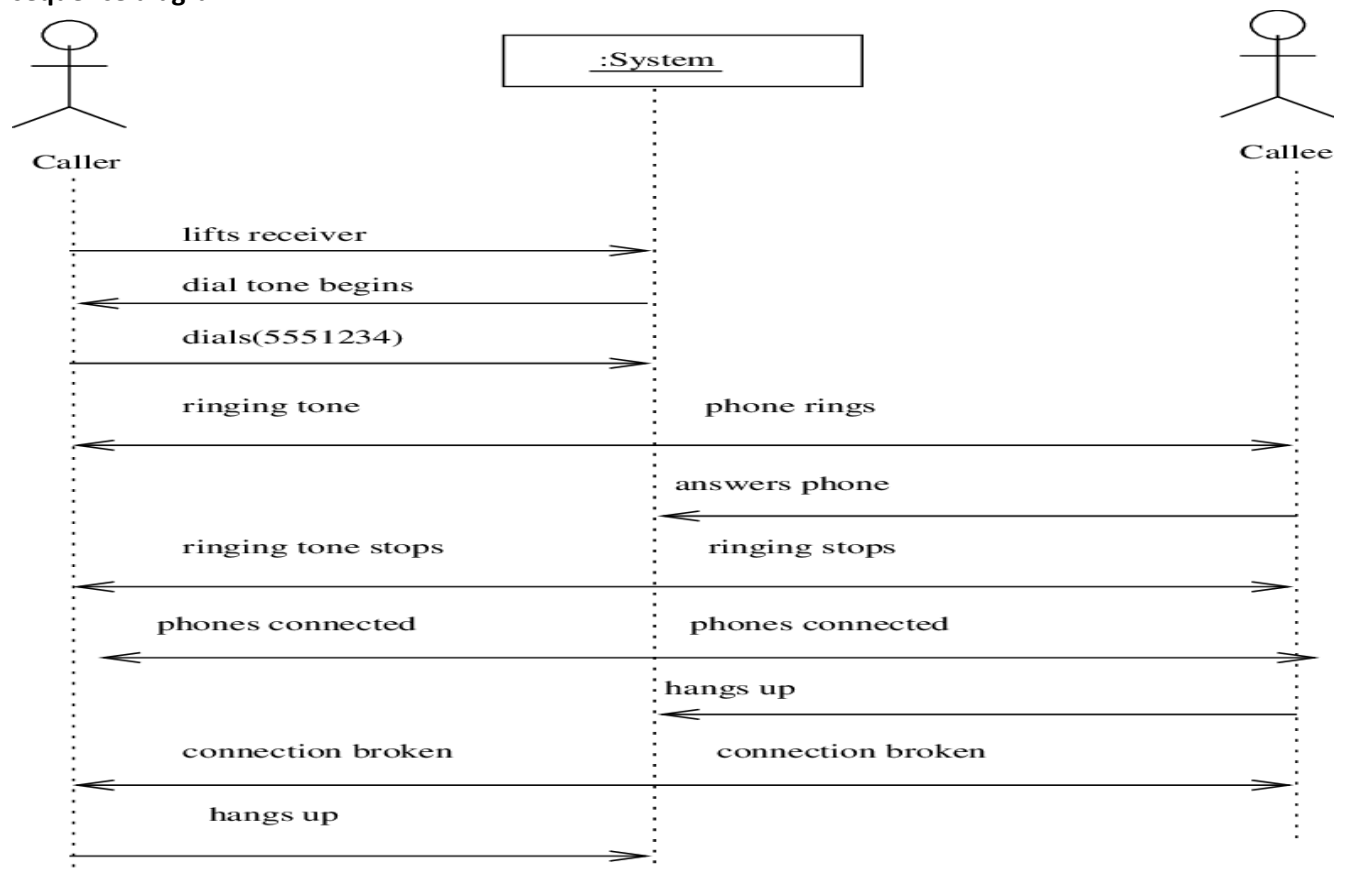 :System
Caller
Callee
lifts receiver
dial tone begins
dials(5551234)
ringing tone phone rings
answers phone
ringing tone stops ringing stops
phones connected phones connected
hangs up
connection broken connection broken
hangs up